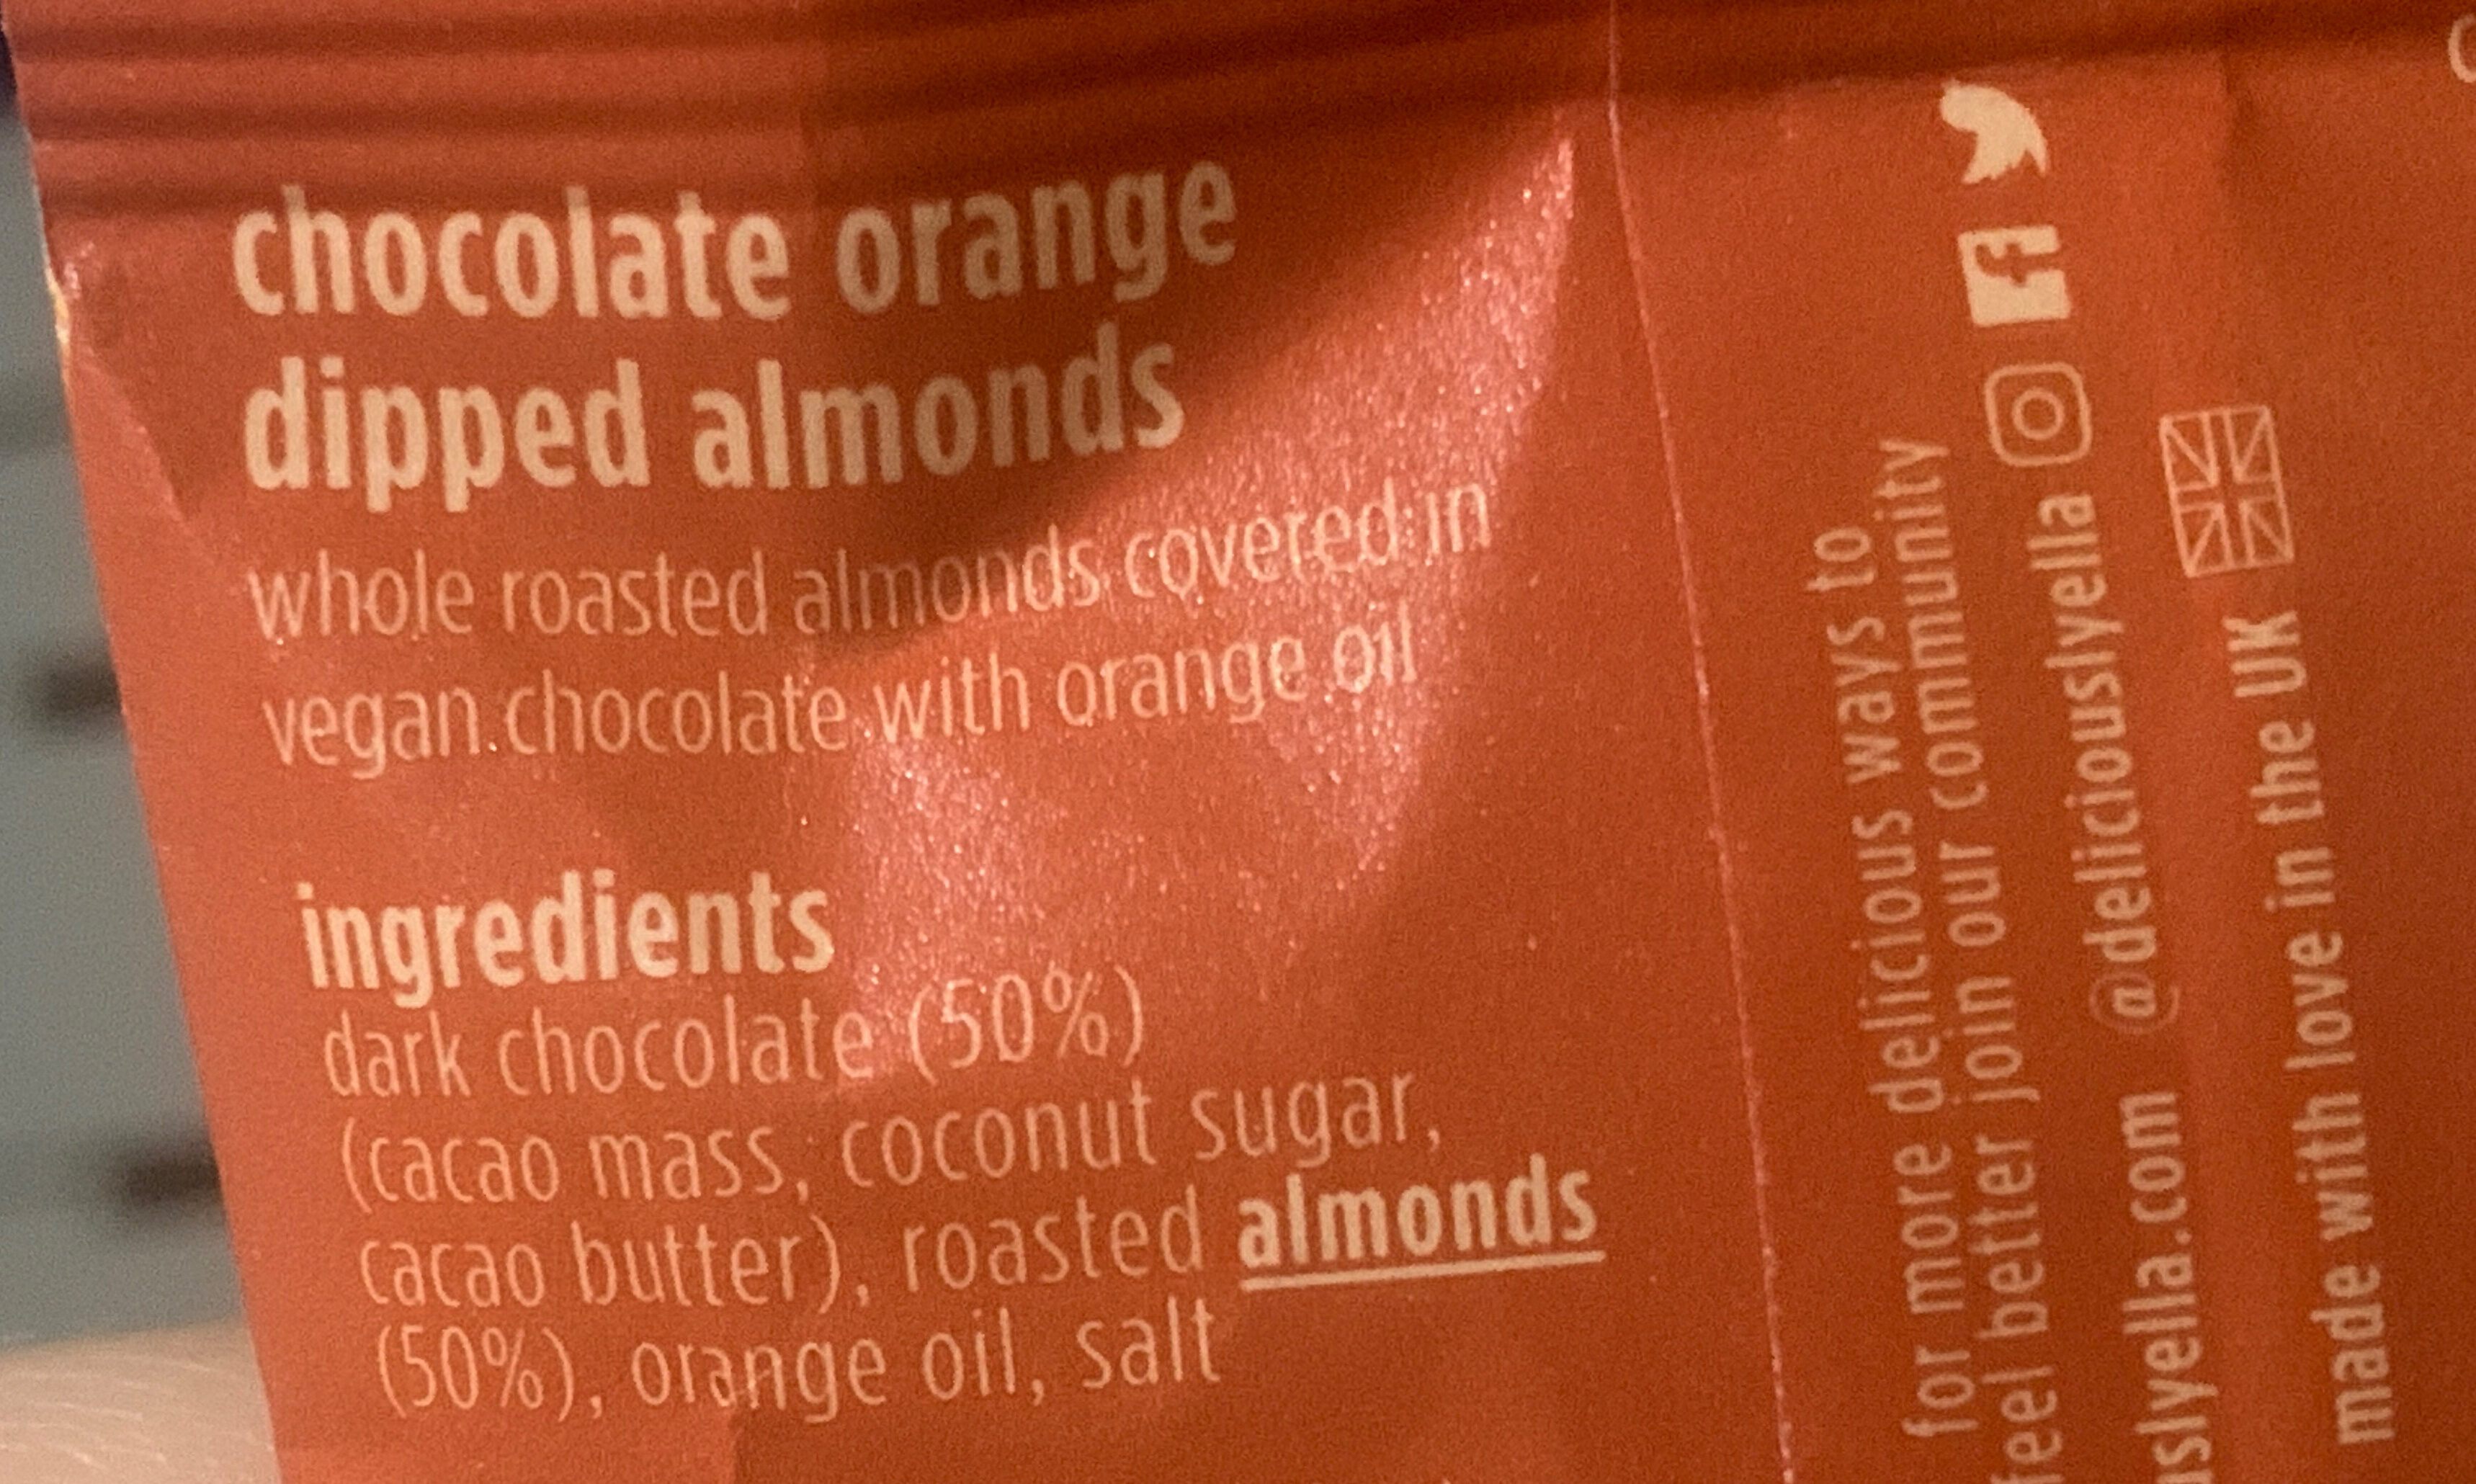 chocolate orange
dipped almonds
whole roasted almonds covered in
vegan chocolate with orange oil
ingredients
dark chocolate (50%)
(cacao mass, coconut sugar,
cacao butter), roasted almonds
(50%), orange oil, salt
for more delicious ways to
feel better join our community
uslyella.com @deliciouslyella
made with love in the UK